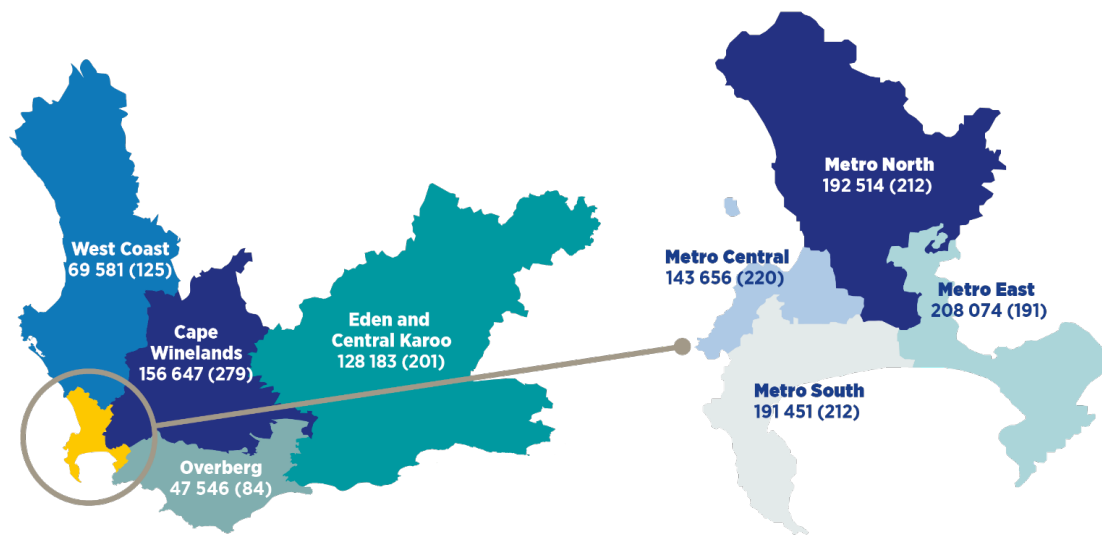 West Coast
69 581 (125)
Cape
Winelands
156 647 (279)
Eden and
Central Karoo
128 183 (201)
Overberg
47 546 (84)
Metro North
192 514 (212)
Metro Central
143 656 (220)
Metro East
208 074 (191)
Metro South
191 451 (212)